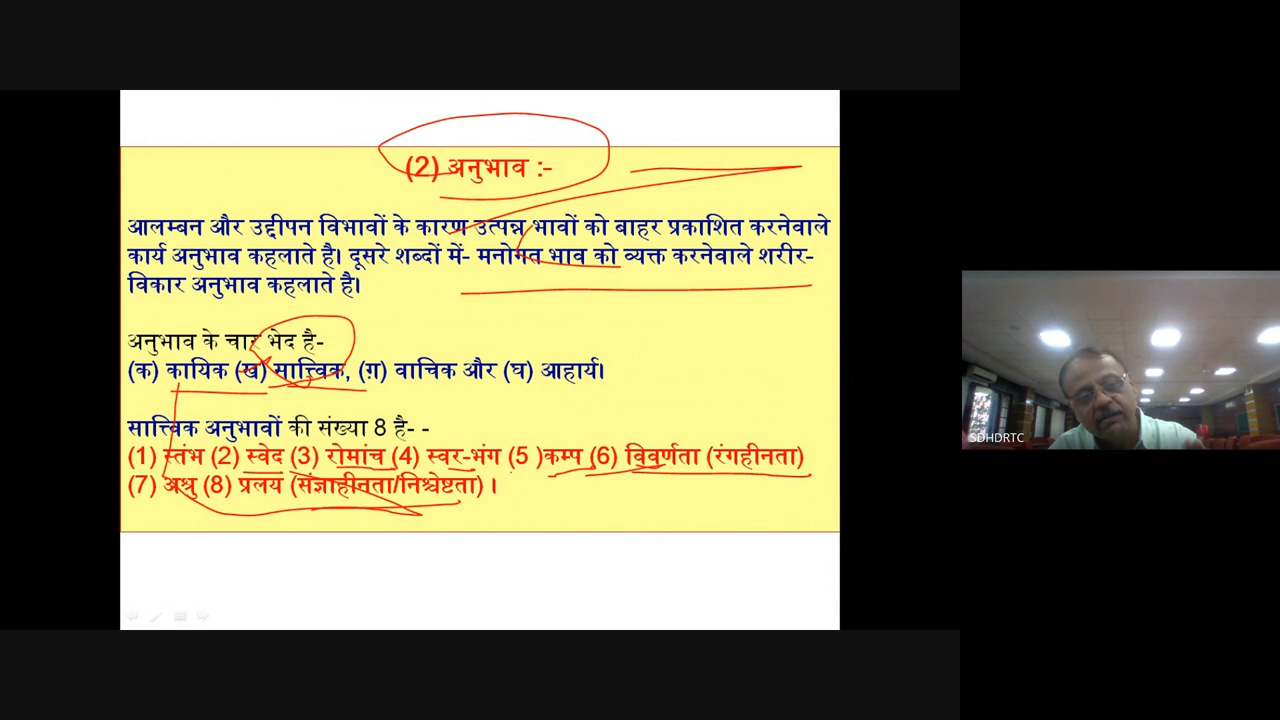 (2) अनुभाव :-
आलम्बन और उद्दीपन विभावों के कारण उत्पन्न भावों को बाहर प्रकाशित करनेवाले
कार्य अनुभाव कहलाते है। दूसरे शब्दों में- मनोगत भाव को व्यक्त करनेवाले शरीर-
विकार अनुभाव कहलाते है।
अनुभाव के चार भेद है-
(क) कायिक (ख) सात्त्विक, (ग़) वाचिक और (घ) आहार्य।
सात्त्विक अनुभावों की संख्या 8 है- -
(1) स्तंभ (2) स्वेद (3) रोमांच (4) स्वर-भंग (5 )कम्प (6) विवर्णता (रंगहीनता)
(7) अश्रु (8) प्रलय (संज्ञाहीनता/निश्चेष्टता) ।
SDHDRTC